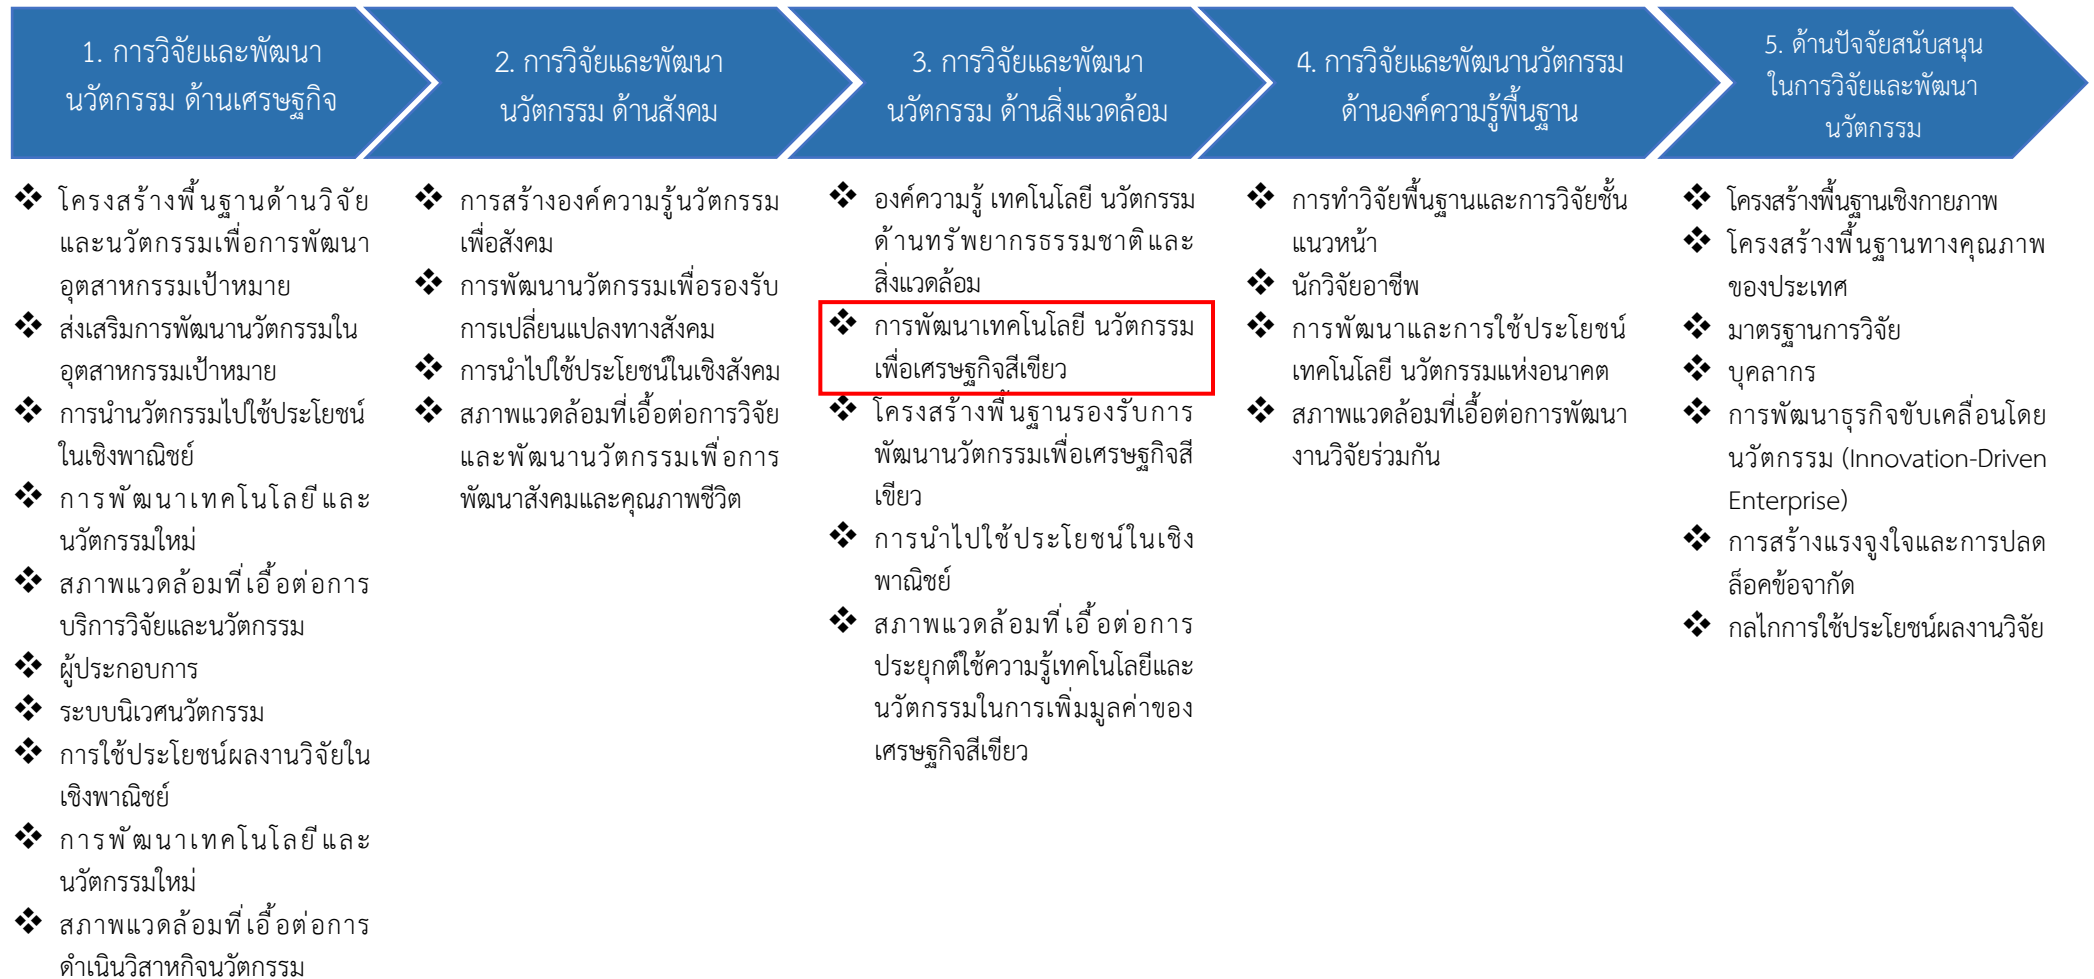 1. การวิจัยและพัฒนา
นวัตกรรม ด้านเศรษฐกิจ
2. การวิจัยและพัฒนา
นวัตกรรม ด้านสังคม
3. การวิจัยและพัฒนา
นวัตกรรม ด้านสิ่งแวดล้อม
4. การวิจัยและพัฒนานวัตกรรม
ด้านองค์ความรู้พื้นฐาน
5. ด้านปัจจัยสนับสนุน
ในการวิจัยและพัฒนา
นวัตกรรม
❖ โครงสร้างพื้นฐานด้านวิจัย
และนวัตกรรมเพื่อการพัฒนา
อุตสาหกรรมเป้าหมาย
❖ ส่งเสริมการพัฒนานวัตกรรมใน
อุตสาหกรรมเป้าหมาย
❖ การนำนวัตกรรมไปใช้ประโยชน์
ในเชิงพาณิชย์
❖ การพัฒนาเทคโนโลยีและ
นวัตกรรมใหม่
❖ สภาพแวดล้อมที่เอื้อต่อการ
บริการวิจัยและนวัตกรรม
❖ ผู้ประกอบการ
❖ ระบบนิเวศนวัตกรรม
❖ การใช้ประโยชน์ผลงานวิจัยใน
เชิงพาณิชย์
❖ การพัฒนาเทคโนโลยีและ
นวัตกรรมใหม่
❖ สภาพแวดล้อมที่เอื้อต่อการ
ดำเนินวิสาหกิจนวัตกรรม
❖ การสร้างองค์ความรู้นวัตกรรม
เพื่อสังคม
❖ การพัฒนานวัตกรรมเพื่อรองรับ
การเปลี่ยนแปลงทางสังคม
❖ การนำไปใช้ประโยชน์ในเชิงสังคม
❖ สภาพแวดล้อมที่เอื้อต่อการวิจัย
และพัฒนานวัตกรรมเพื่อการ
พัฒนาสังคมและคุณภาพชีวิต
❖ องค์ความรู้ เทคโนโลยี นวัตกรรม
ด้านทรัพยากรธรรมชาติและ
สิ่งแวดล้อม
❖ การพัฒนาเทคโนโลยี นวัตกรรม
เพื่อเศรษฐกิจสีเขียว
❖ โครงสร้างพื้นฐานรองรับการ
พัฒนานวัตกรรมเพื่อเศรษฐกิจสี
เขียว
❖ การนำไปใช้ประโยชน์ในเชิง
พาณิชย์
❖ สภาพแวดล้อมที่เอื้อต่อการ
ประยุกต์ใช้ความรู้เทคโนโลยีและ
นวัตกรรมในการเพิ่มมูลค่าของ
เศรษฐกิจสีเขียว
❖ การทำวิจัยพื้นฐานและการวิจัยขั้น
แนวหน้า
❖ นักวิจัยอาชีพ
❖ การพัฒนาและการใช้ประโยชน์
เทคโนโลยี นวัตกรรมแห่งอนาคต
❖ สภาพแวดล้อมที่เอื้อต่อการพัฒนา
งานวิจัยร่วมกัน
❖ โครงสร้างพื้นฐานเชิงกายภาพ
❖ โครงสร้างพื้นฐานทางคุณภาพ
ของประเทศ
❖ มาตรฐานการวิจัย
❖ บุคลากร
❖ การพัฒนาธุรกิจขับเคลื่อนโดย
นวัตกรรม (Innovation-Driven
Enterprise)
❖ การสร้างแรงจูงใจและการปลด
ล็อคข้อจากัด
❖ กลไกการใช้ประโยชน์ผลงานวิจัย